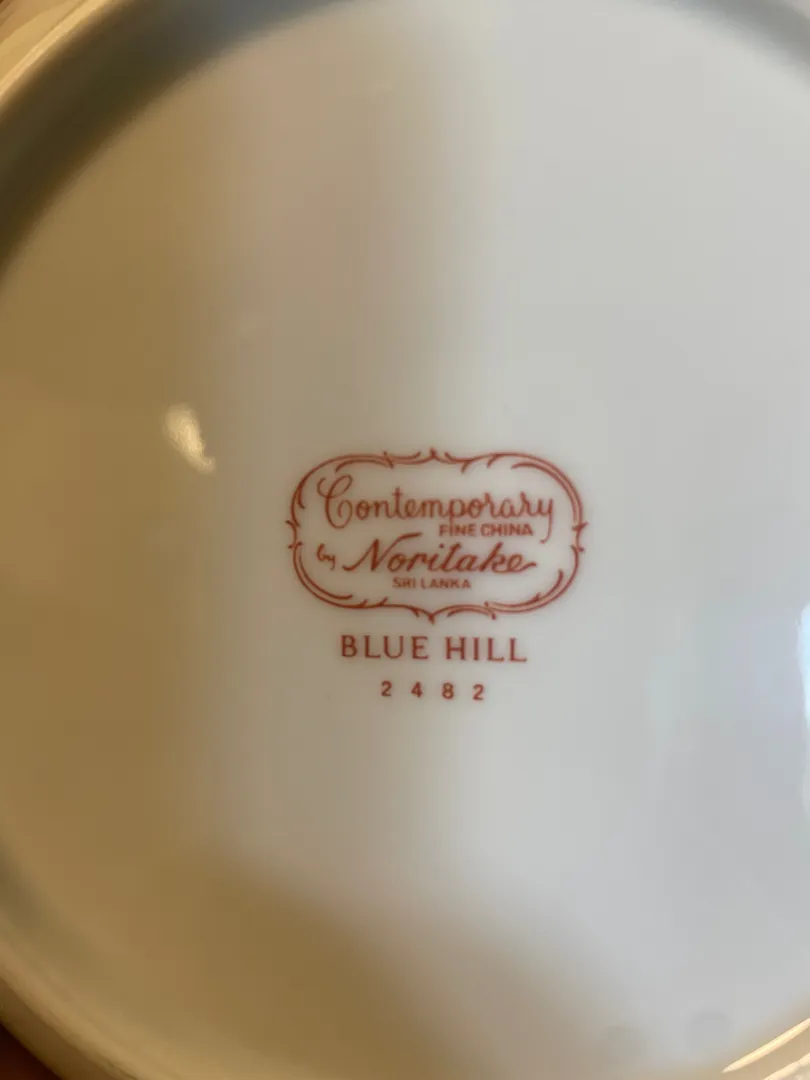 Contemporary
FINE CHINA
by Noritake
SRI LANKA
BLUE HILL
2482